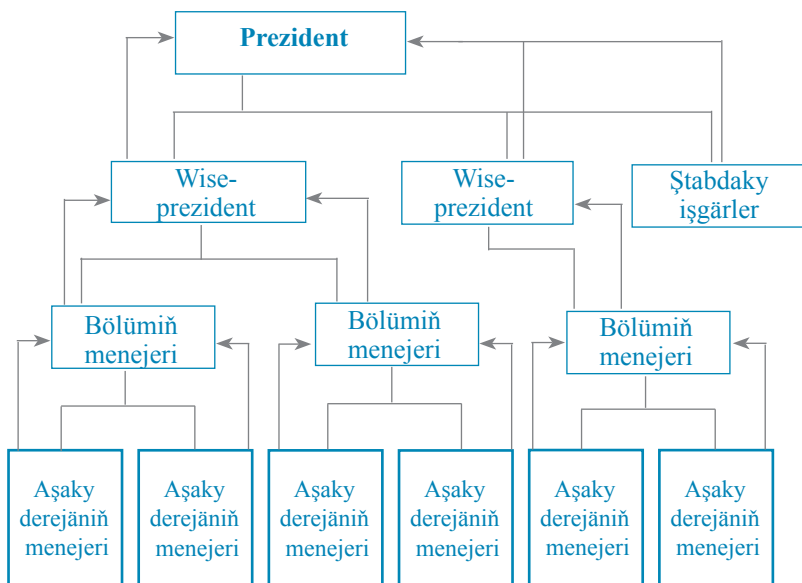 Prezident
Wise-
prezident
Wise-
prezident
Ştabdaky
işgärler
Bölümiň
menejeri
Bölümiň
menejeri
Bölümiň
menejeri
Aşaky
derejäniň
menejeri
Aşaky
derejäniň
menejeri
Aşaky
derejäniň
menejeri
Aşaky
derejäniň
menejeri
Aşaky
derejäniň
menejeri
Aşaky
derejäniň
menejeri